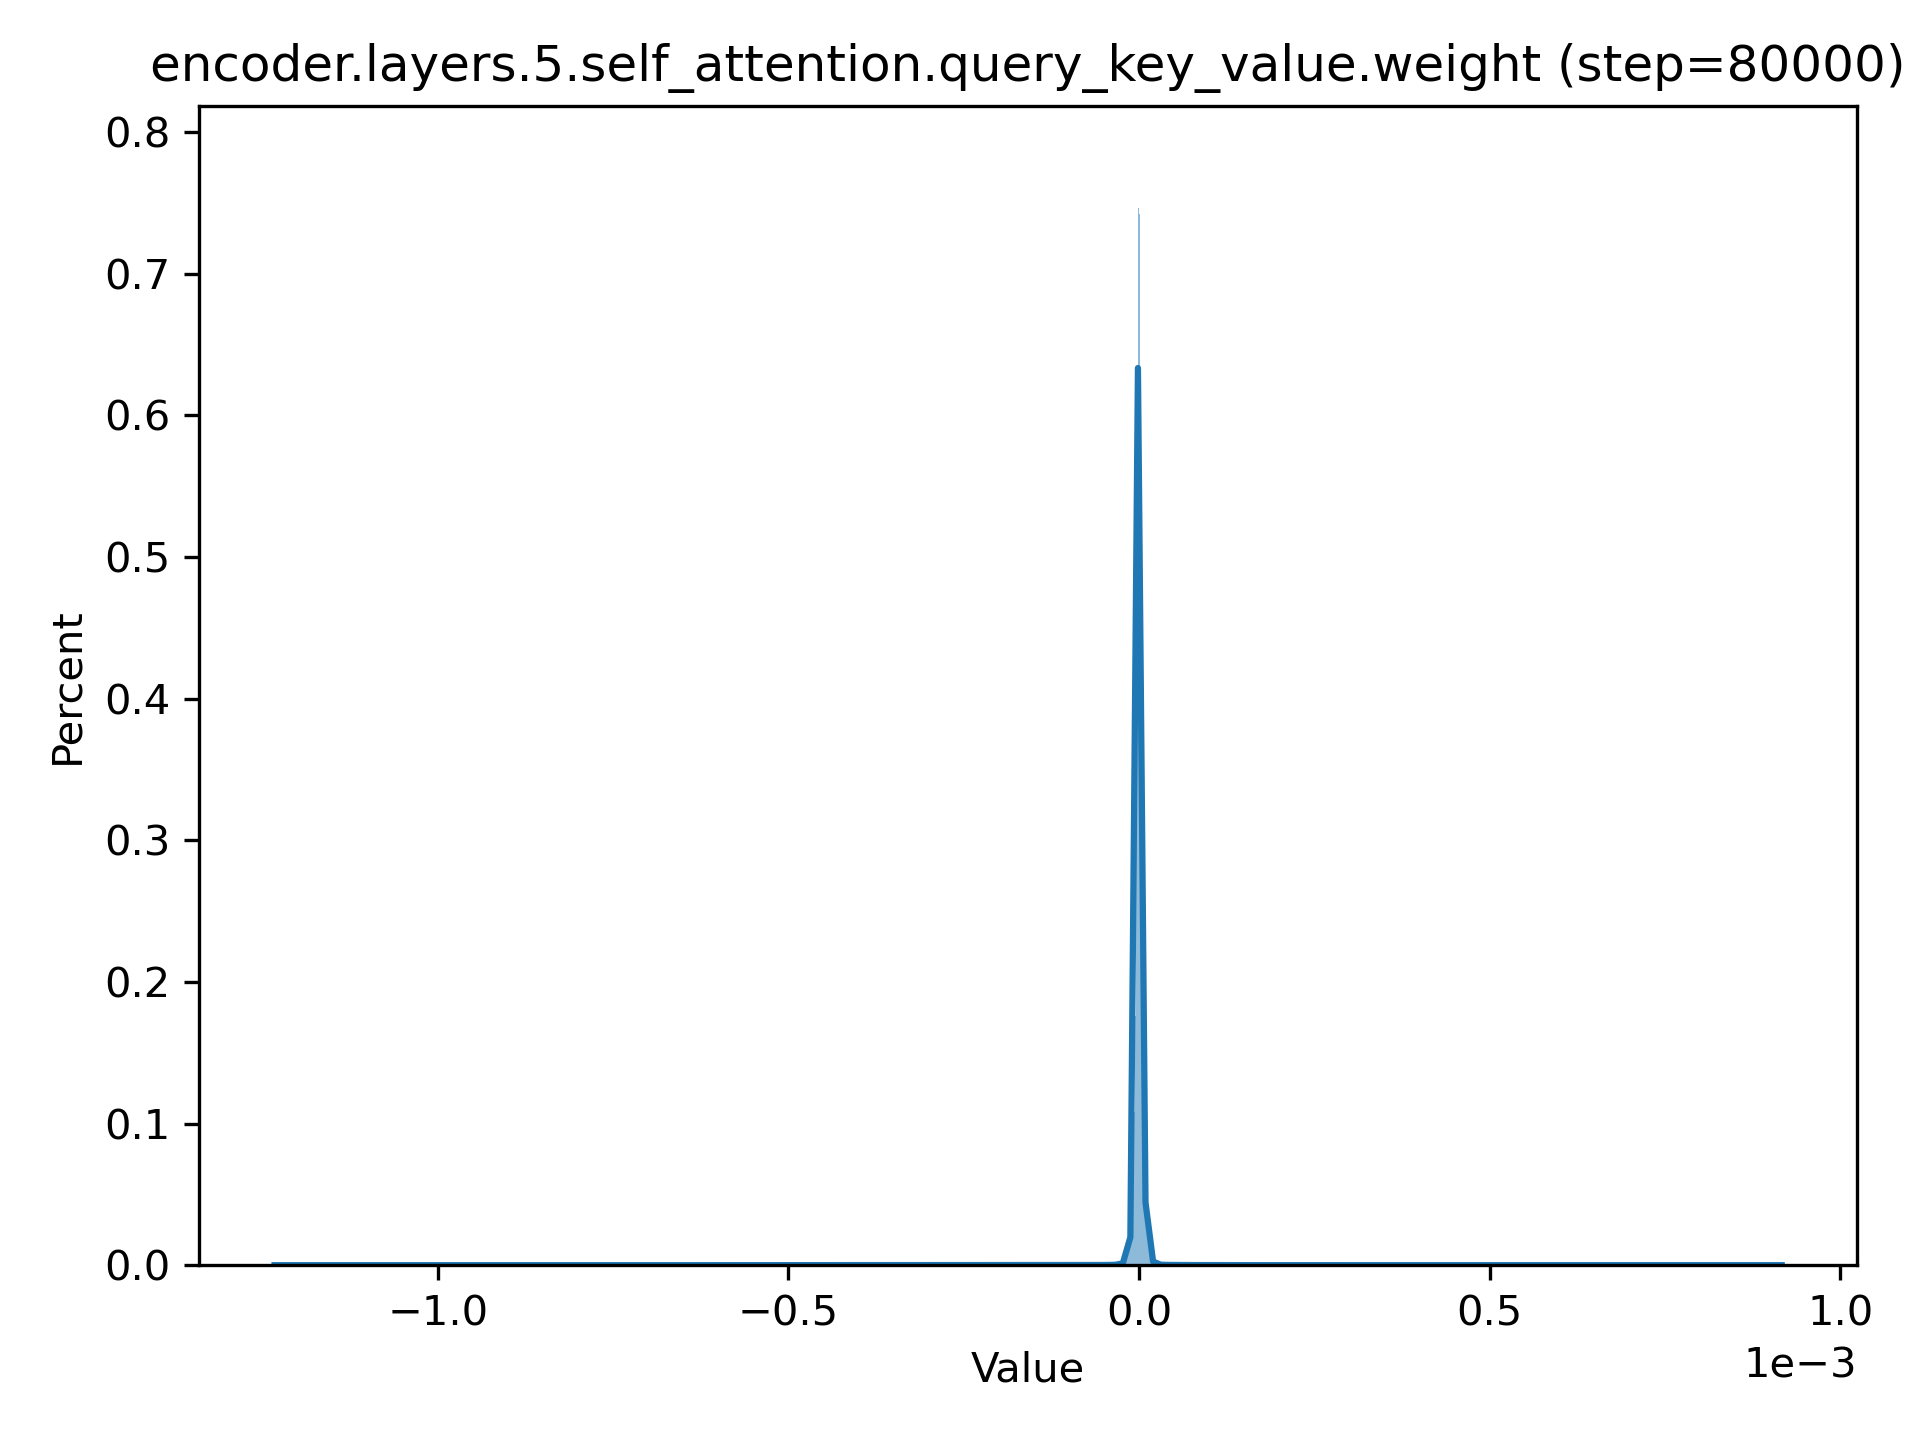 encoder.layers.5.self_attention.query_key_value.weight (step=80000)
0.8
0.7
0.6
0.5
0.4
0.3
0.2
0.1
0.0
Percent
−1.0 −0.5 0.0 0.5 1.0
1e−3
Value